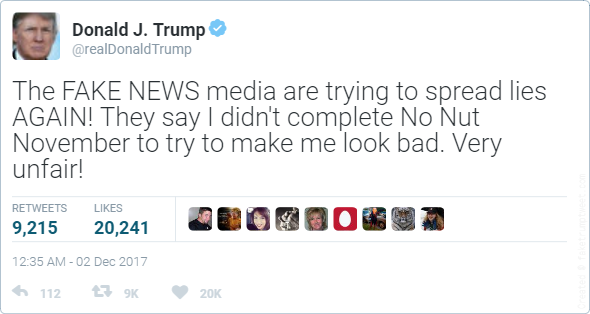 Donald J. Trump
@realDonaldTrump
The FAKE NEWS media are trying to spread lies
AGAIN! They say I didn't complete No Nut
November to try to make me look bad. Very
unfair!
RETWEETS LIKES
9,215 20,241
12:35 AM - 02 Dec 2017
112 9K 20K